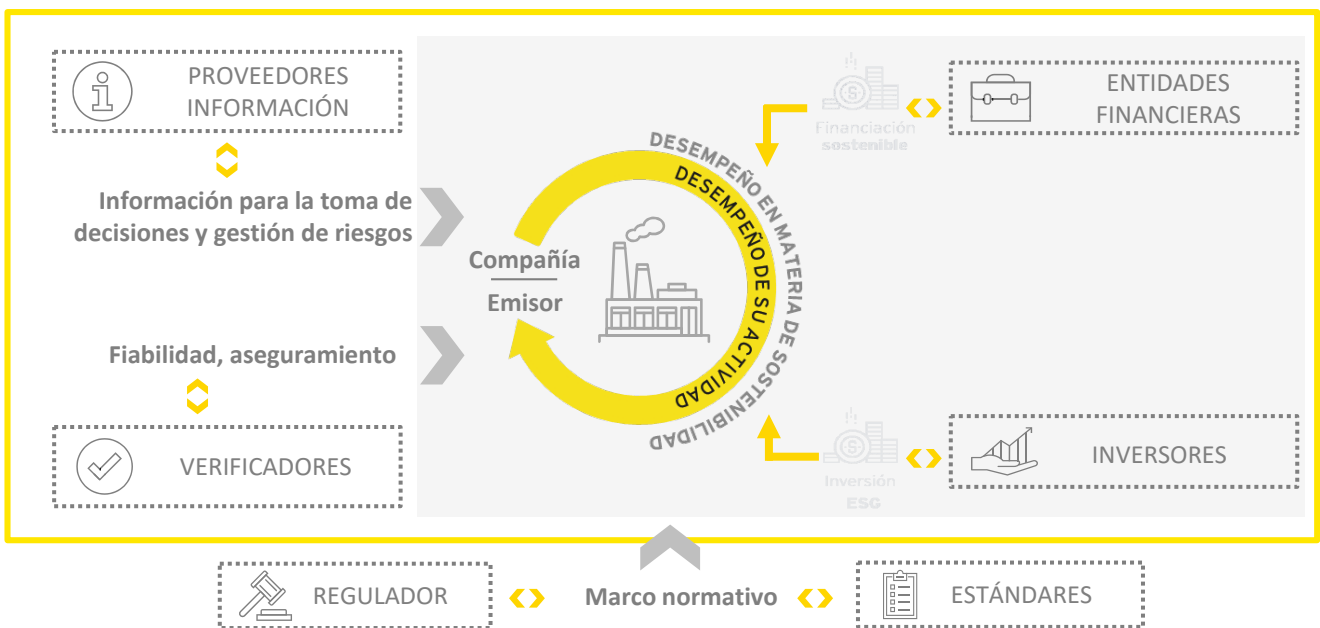 PROVEEDORES
INFORMACIÓN
Información para la toma de
decisiones y gestión de riesgos
Fiabilidad, aseguramiento
VERIFICADORES
Compañía
Emisor
DESEMPEÑO EN MATERIA DE SOSTENIBILIDAD
DESEMPEÑO DE SU ACTIVIDAD
Financiación
sostenible
ENTIDADES
FINANCIERAS
Inversión
ESG
INVERSORES
REGULADOR
Marco normativo
ESTÁNDARES